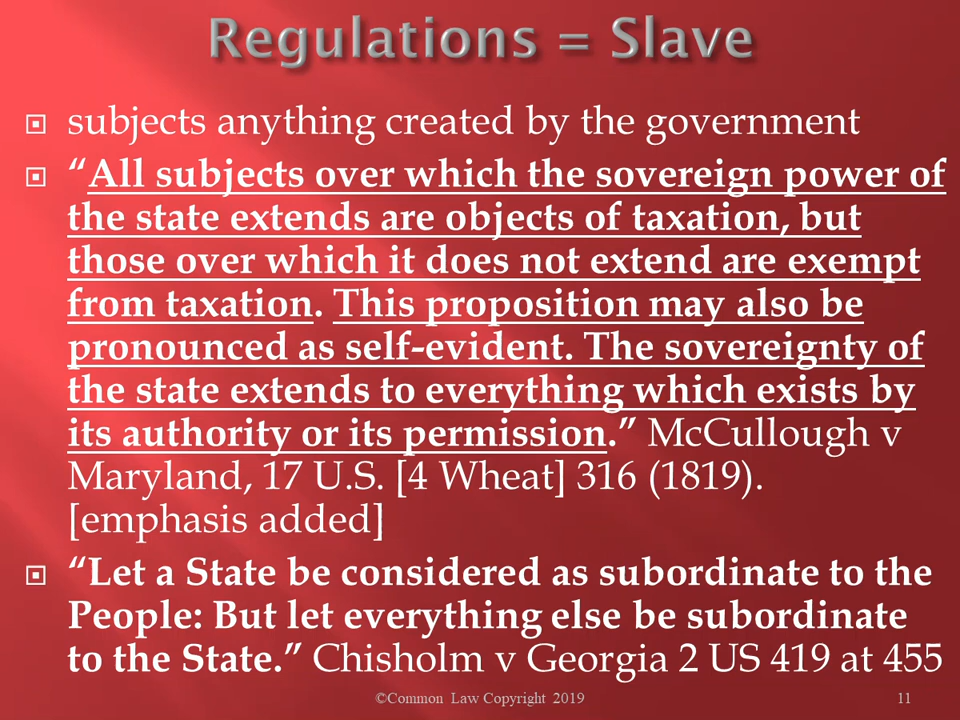 Regulations = Slave
subjects anything created by the government
“All subjects over which the sovereign power of
the state extends are objects of taxation, but
those over which it does not extend are exempt
from taxation. This proposition may also be
pronounced as self-evident. The sovereignty of
the state extends to everything which exists by
its authority or its permission.” McCullough v
Maryland, 17 U.S. [4 Wheat] 316 (1819).
[emphasis added]
“Let a State be considered as subordinate to the
People: But let everything else be subordinate
to the State.” Chisholm v Georgia 2 US 419 at 455
©Common Law Copyright 2019
11